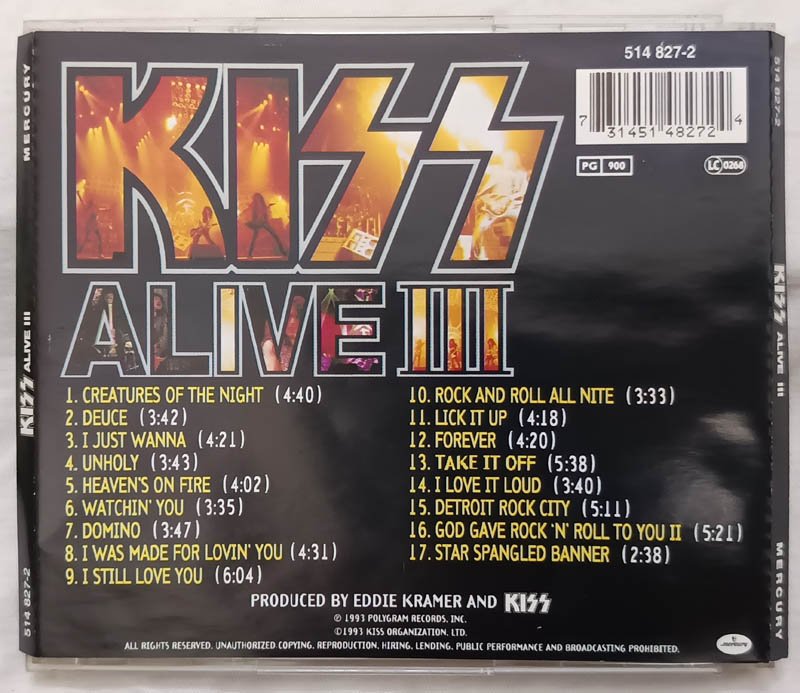 514 827-2
7 31451 48272 4
PG 900
LC 0268
KISS
ALIVE III
1. CREATURES OF THE NIGHT (4:40)
2. DEUCE (3:42)
3. I JUST WANNA (4:21)
4. UNHOLY (3:43)
5. HEAVEN'S ON FIRE (4:02)
6. WATCHIN' YOU (3:35)
7. DOMINO (3:47)
8. I WAS MADE FOR LOVIN' YOU (4:31)
9. I STILL LOVE YOU (6:04)
10. ROCK AND ROLL ALL NITE (3:33)
11. LICK IT UP (4:18)
12. FOREVER (4:20)
13. TAKE IT OFF (5:38)
14. I LOVE IT LOUD (3:40)
15. DETROIT ROCK CITY (5:11)
16. GOD GAVE ROCK 'N' ROLL TO YOU II (5:21)
17. STAR SPANGLED BANNER (2:38)
PRODUCED BY EDDIE KRAMER AND KISS
℗ 1993 POLYGRAM RECORDS, INC.
© 1993 KISS ORGANIZATION, LTD.
ALL RIGHTS RESERVED. UNAUTHORIZED COPYING, REPRODUCTION, HIRING, LENDING, PUBLIC PERFORMANCE AND BROADCASTING PROHIBITED.
mercury
MERCURY
KISS ALIVE III
514 827-2
514 827-2
KISS ALIVE III
MERCURY